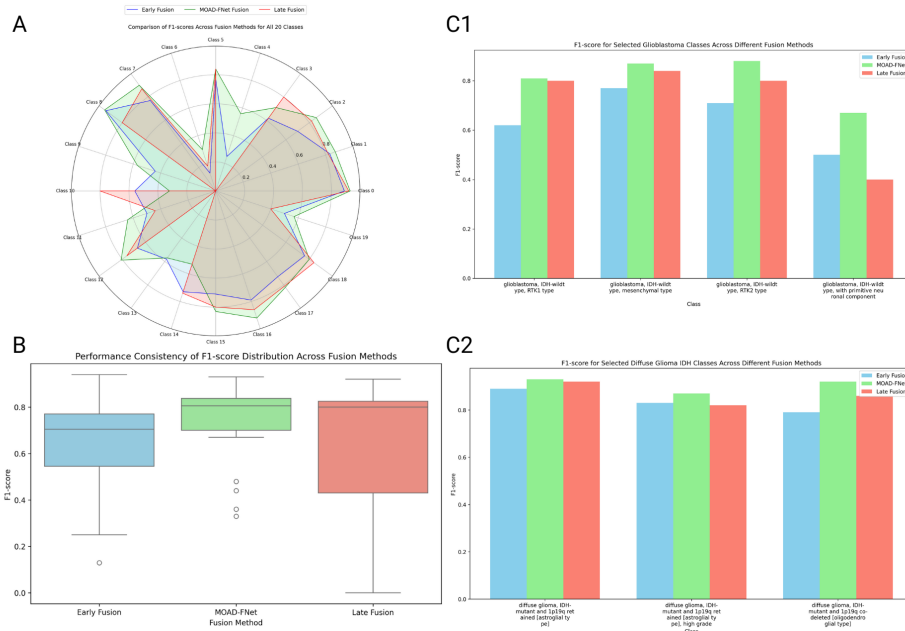 A
Early Fusion
MOAD-FNet Fusion
Late Fusion
Comparison of F1-scores Across Fusion Methods for All 20 Classes
Class 5
Class 6
Class 4
Class 7
Class 3
Class 8
Class 2
Class 9
Class 1
Class 10
Class 0
Class 11
Class 19
Class 12
Class 18
Class 13
Class 17
Class 14
Class 16
Class 15
0.2
0.4
0.6
0.8
B
Performance Consistency of F1-score Distribution Across Fusion Methods
F1-score
0.8
0.6
0.4
0.2
0.0
Early Fusion
MOAD-FNet
Late Fusion
Fusion Method
C1
F1-score for Selected Glioblastoma Classes Across Different Fusion Methods
Early Fusion
MOAD-FNet
Late Fusion
F1-score
0.8
0.6
0.4
0.2
0.0
glioblastoma, IDH-wildt
ype, RTK1 type
glioblastoma, IDH-wildt
ype, mesenchymal type
glioblastoma, IDH-wildt
ype, RTK2 type
glioblastoma, IDH-wildt
ype, with primitive neu
ronal component
Class
C2
F1-score for Selected Diffuse Glioma IDH Classes Across Different Fusion Methods
Early Fusion
MOAD-FNet
Late Fusion
F1-score
0.8
0.6
0.4
0.2
0.0
diffuse glioma, IDH-
mutant and 1p19q ret
ained [astroglial ty
pe]
diffuse glioma, IDH-
mutant and 1p19q ret
ained [astroglial ty
pe], high grade
diffuse glioma, IDH-
mutant and 1p19q co-
deleted [oligodendro
glial type]